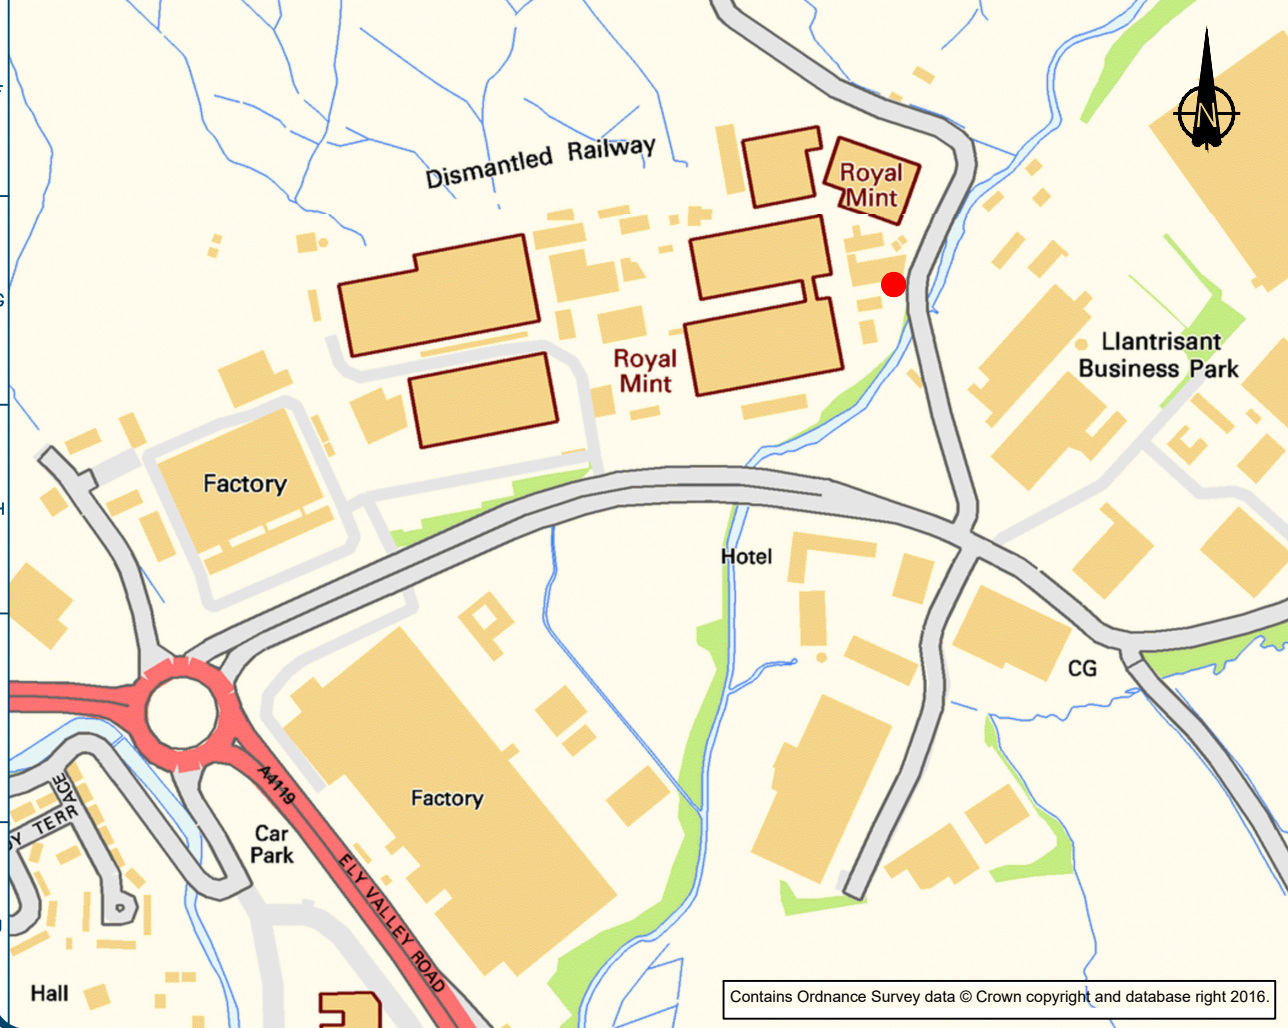 N
Dismantled Railway
Royal
Mint
Llantrisant
Business Park
Royal
Mint
Factory
Hotel
CG
A4119
Factory
Car
Park
ELY VALLEY ROAD
Hall
Contains Ordnance Survey data © Crown copyright and database right 2016.